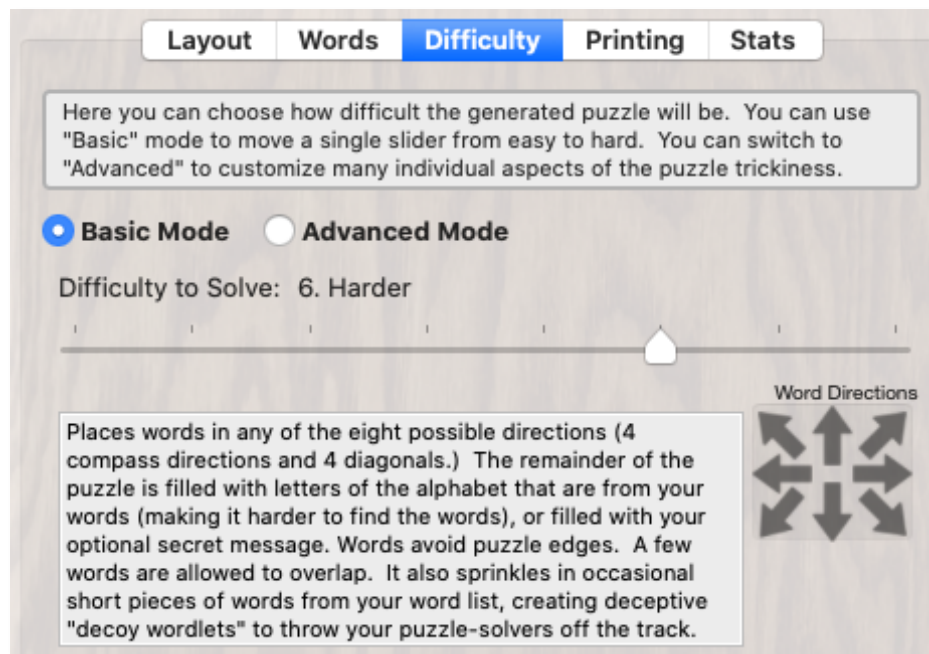 Layout Words Difficulty Printing Stats
Here you can choose how difficult the generated puzzle will be.  You can use
"Basic" mode to move a single slider from easy to hard.  You can switch to
"Advanced" to customize many individual aspects of the puzzle trickiness.
Basic Mode Advanced Mode
Difficulty to Solve:  6. Harder
Word Directions
Places words in any of the eight possible directions (4
compass directions and 4 diagonals.)  The remainder of the
puzzle is filled with letters of the alphabet that are from your
words (making it harder to find the words), or filled with your
optional secret message. Words avoid puzzle edges.  A few
words are allowed to overlap.  It also sprinkles in occasional
short pieces of words from your word list, creating deceptive
"decoy wordlets" to throw your puzzle-solvers off the track.